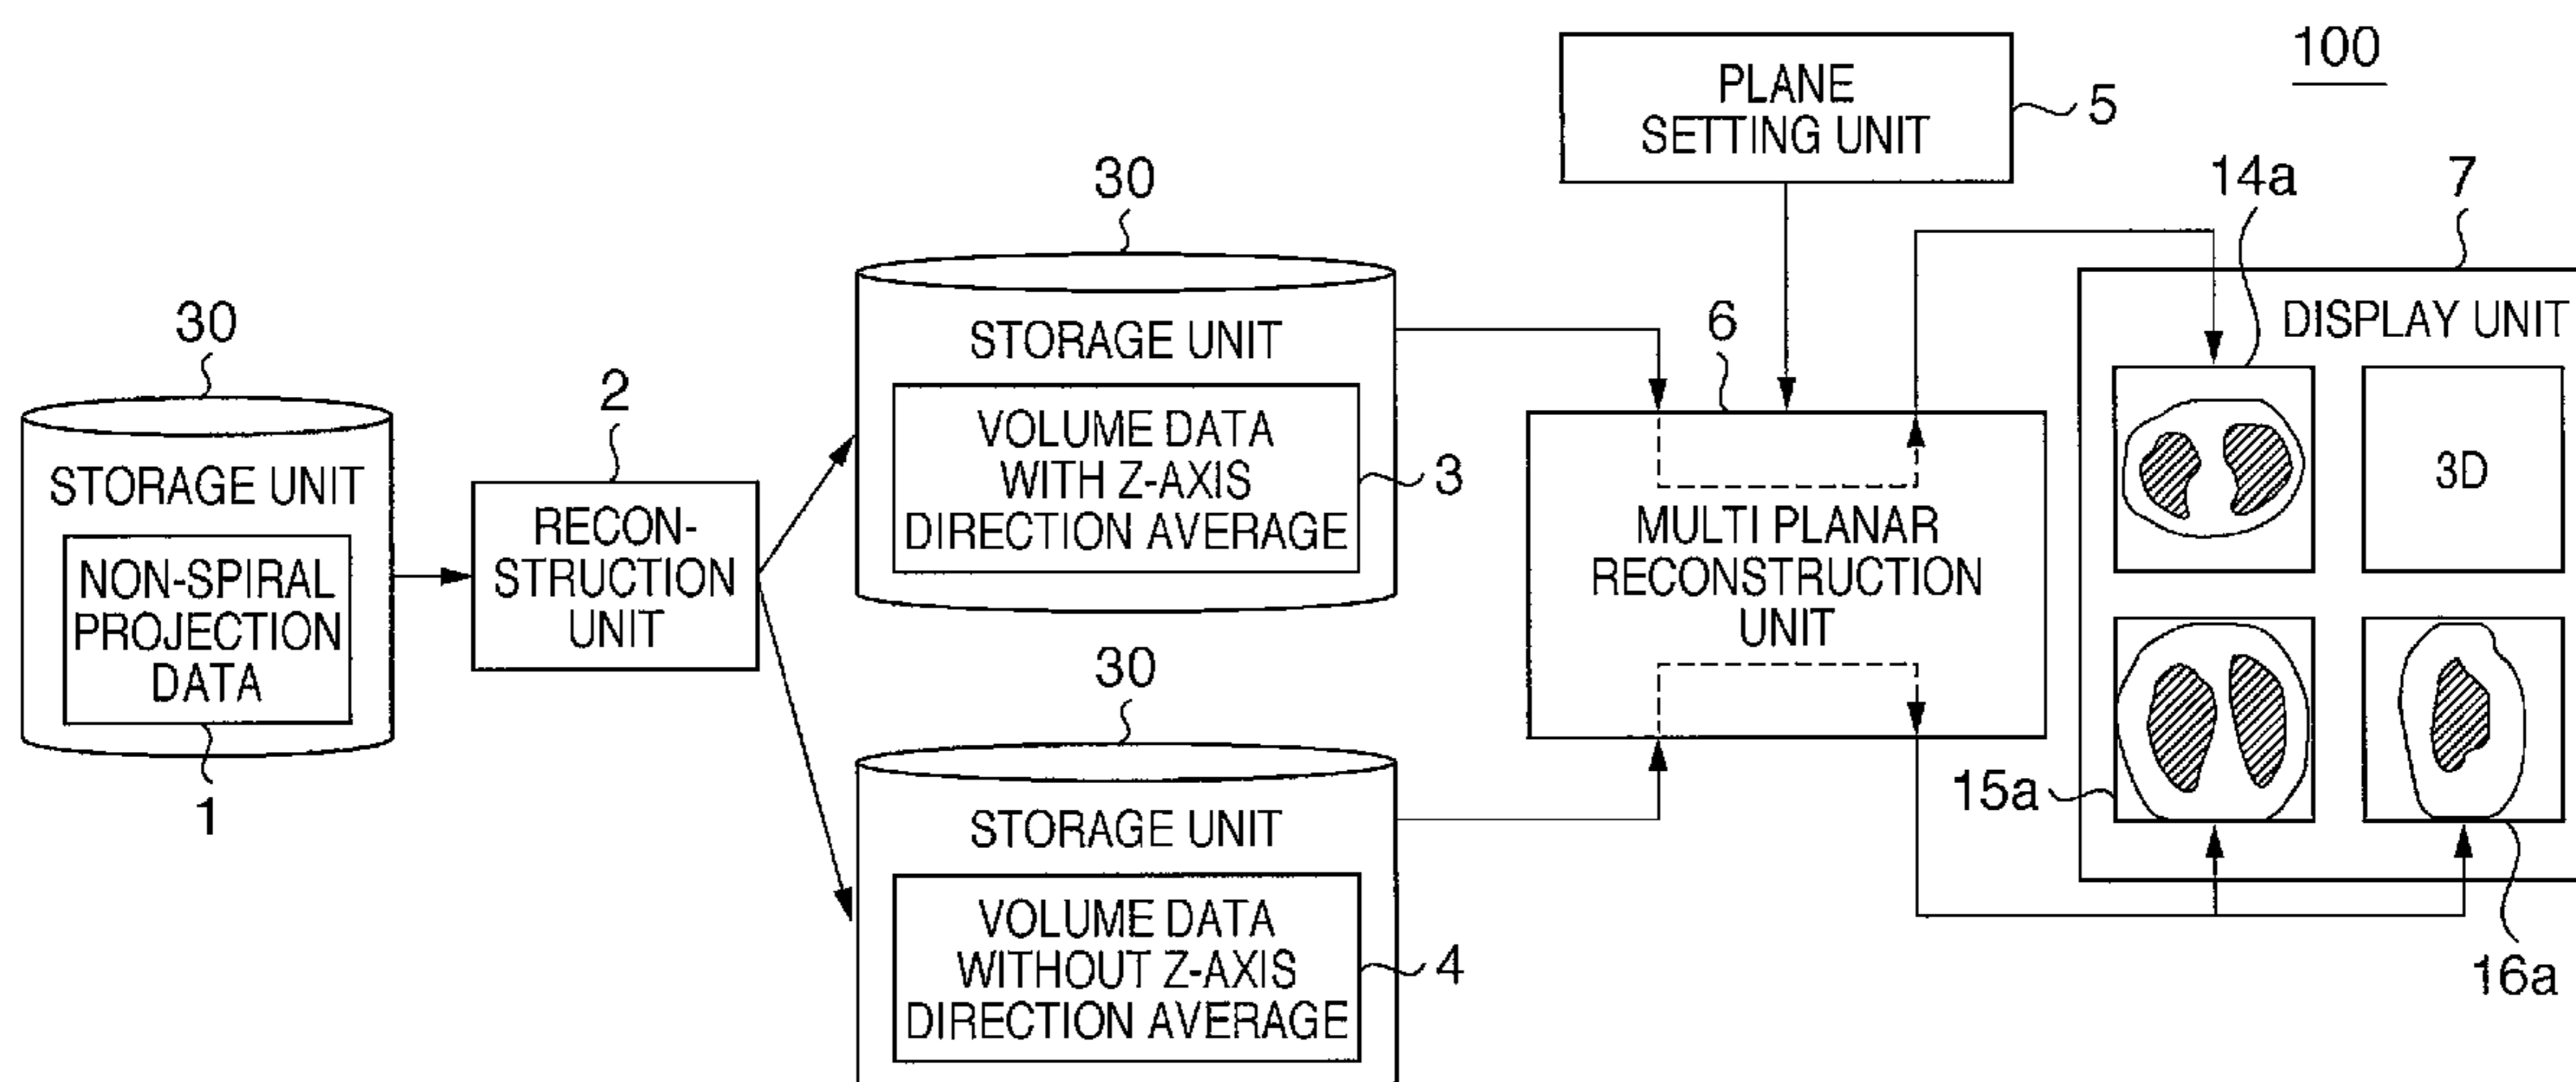 100
PLANE
SETTING UNIT
5
30
STORAGE UNIT
NON-SPIRAL
PROJECTION
DATA
1
2
RECON-
STRUCTION
UNIT
30
STORAGE UNIT
VOLUME DATA
WITH Z-AXIS
DIRECTION AVERAGE
3
30
STORAGE UNIT
VOLUME DATA
WITHOUT Z-AXIS
DIRECTION AVERAGE
4
6
MULTI PLANAR
RECONSTRUCTION
UNIT
7
DISPLAY UNIT
14a
3D
15a
16a